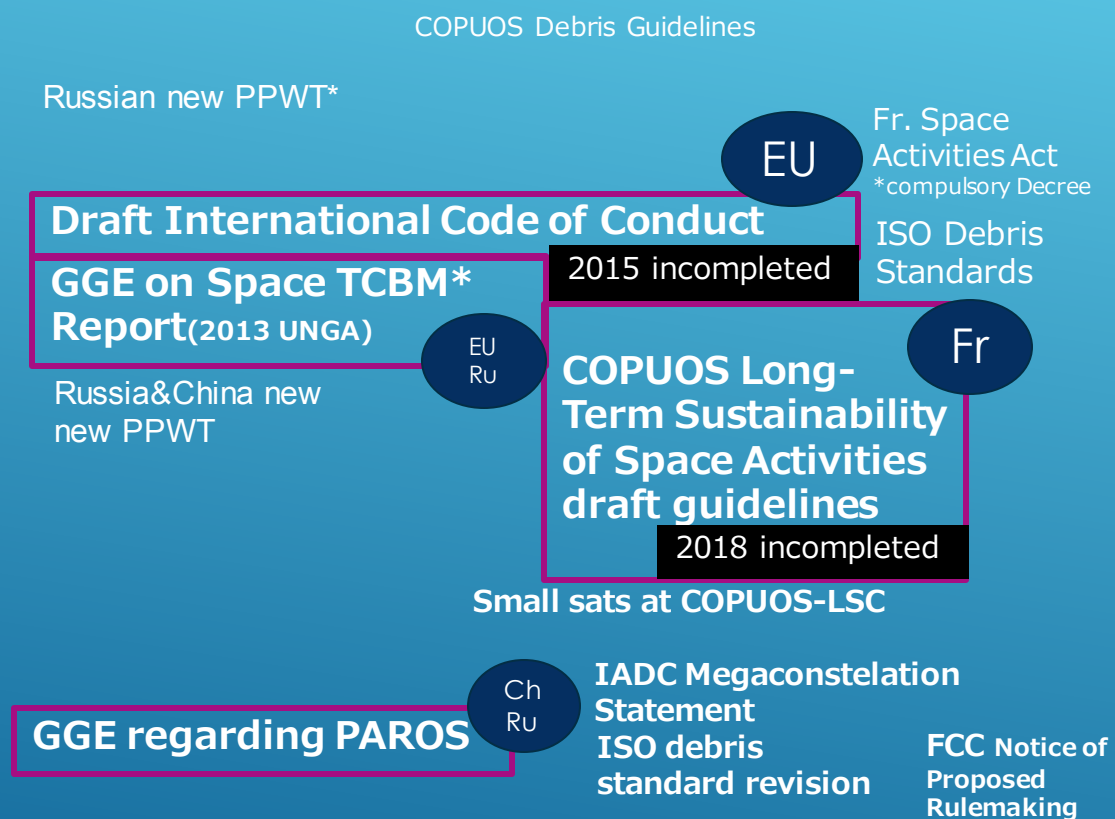 COPUOS Debris Guidelines
Russian new PPWT*
EU
Fr. Space
Activities Act
*compulsory Decree
Draft International Code of Conduct
ISO Debris
Standards
2015 incompleted
GGE on Space TCBM*
Report(2013 UNGA)
EU
Ru
Fr
Russia&China new
new PPWT
COPUOS Long-
Term Sustainability
of Space Activities
draft guidelines
2018 incompleted
Small sats at COPUOS-LSC
Ch
Ru
GGE regarding PAROS
IADC Megaconstelation
Statement
ISO debris
standard revision
FCC Notice of
Proposed
Rulemaking